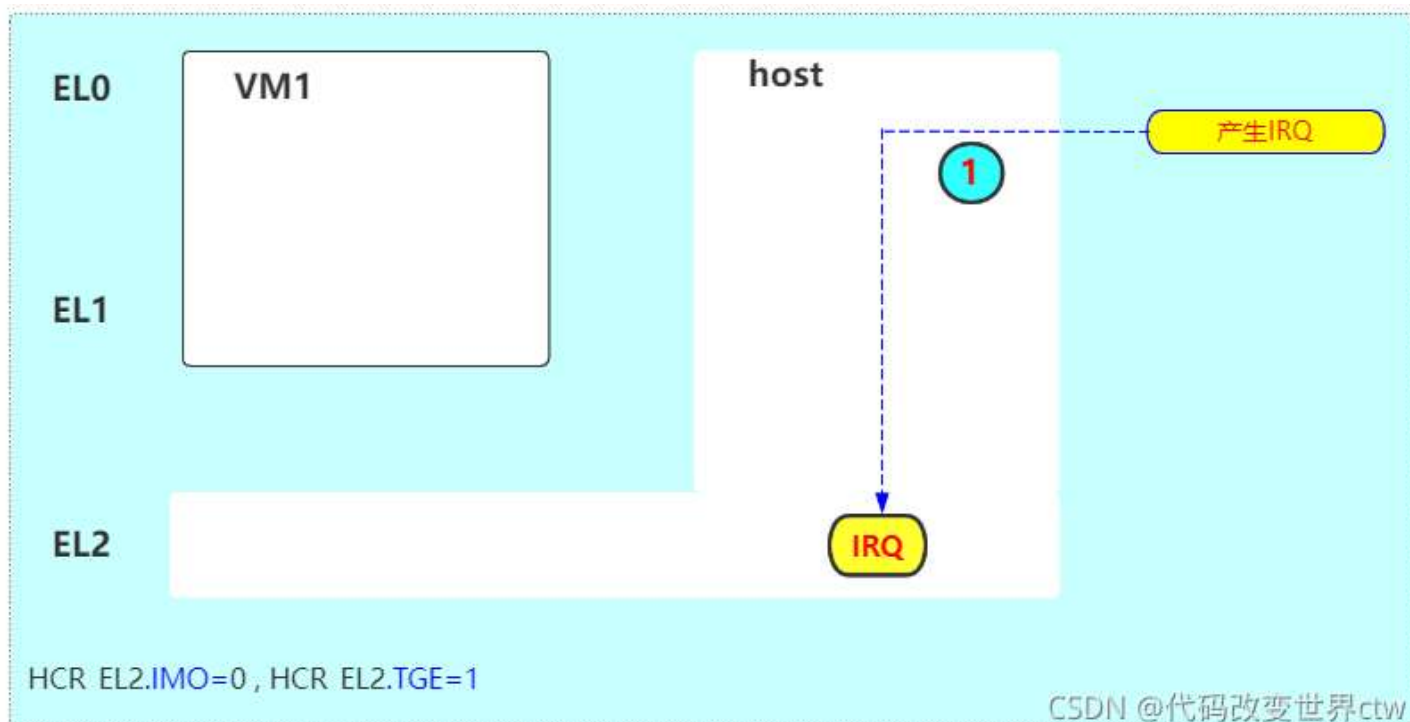 EL0
VM1
host
产生IRQ
1
EL1
EL2
IRQ
HCR EL2.IMO=0 , HCR EL2.TGE=1
CSDN @代码改变世界ctw